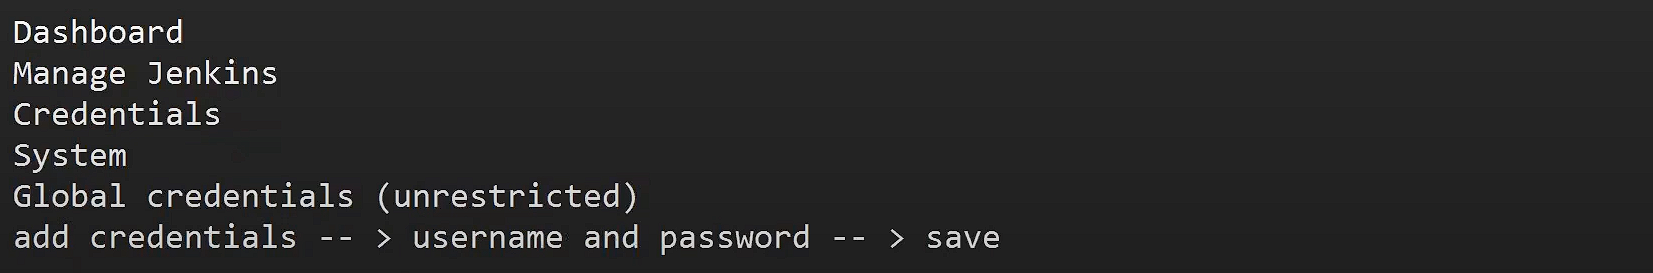 Dashboard
Manage Jenkins
Credentials
System
Global credentials (unrestricted)
add credentials -- > username and password -- > save